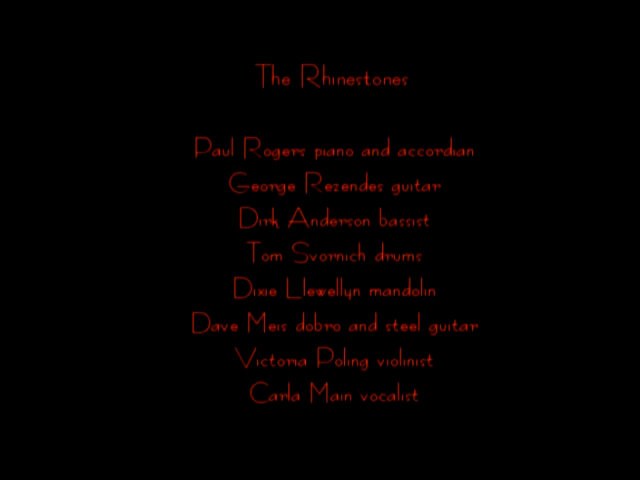 The Rhinestones
Paul Rogers piano and accordian
George Rezendes guitar
Dirk Anderson bassist
Tom Svornich drums
Dixie Llewellyn mandolin
Dave Meis dobro and steel guitar
Victoria Poling violinist
Carla Main vocalist